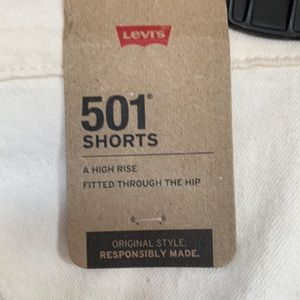 Levi's
501®
SHORTS
A HIGH RISE
FITTED THROUGH THE HIP
ORIGINAL STYLE,
RESPONSIBLY MADE.